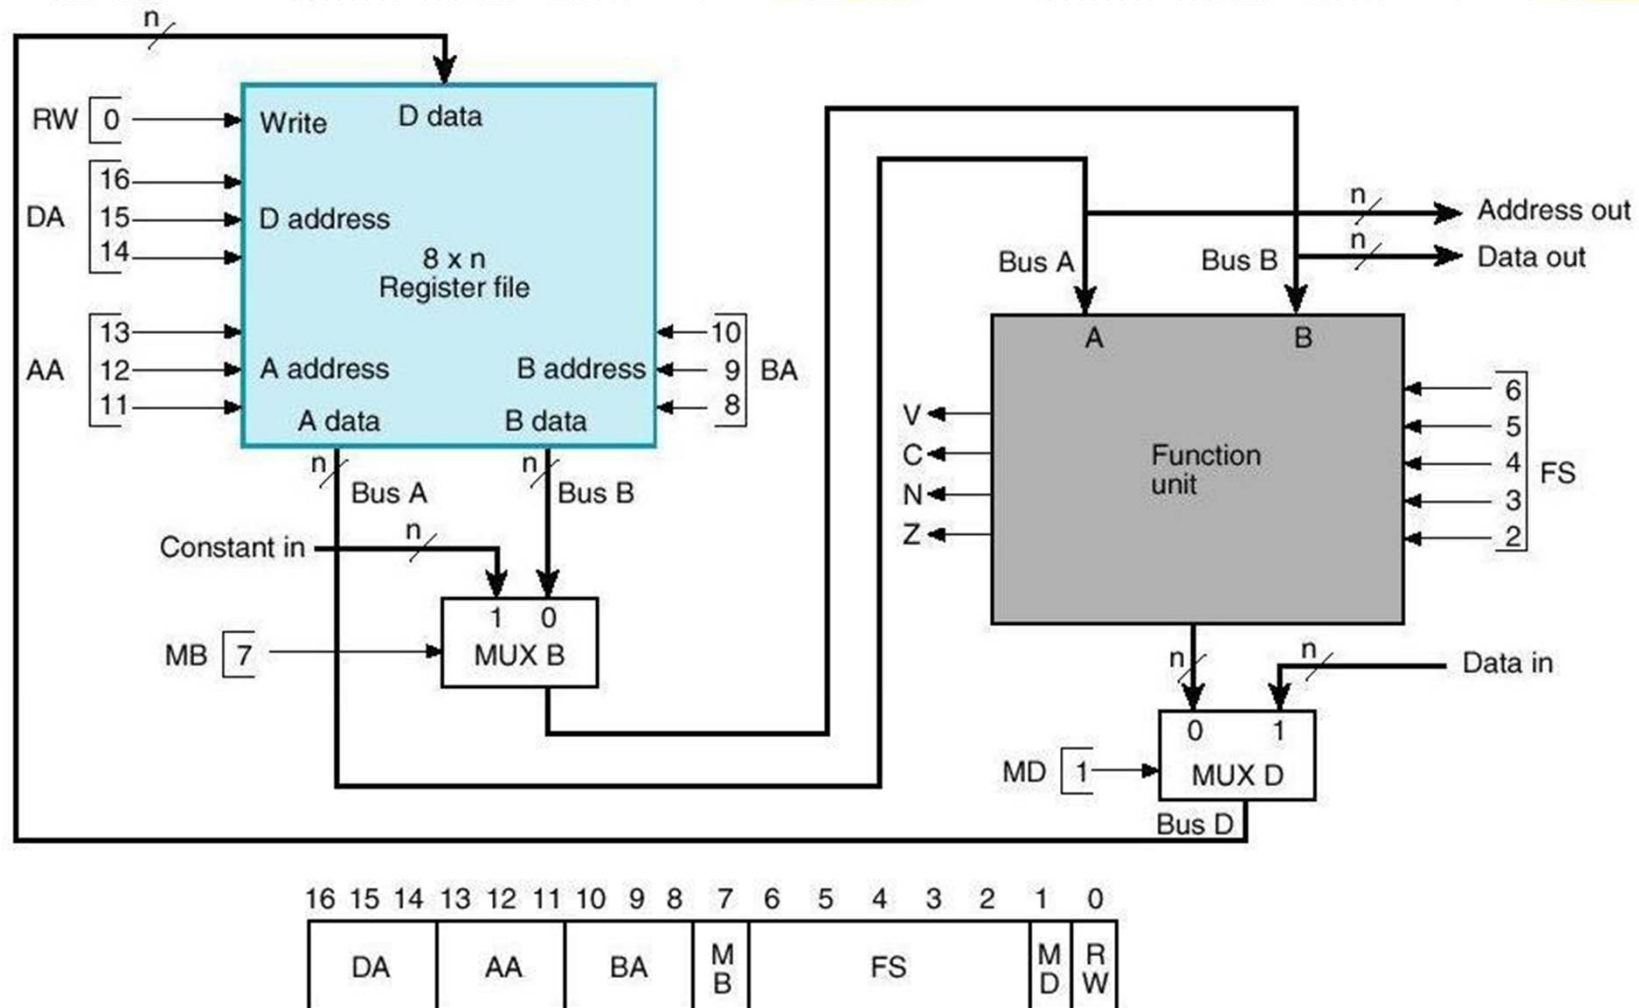 n
RW 0 Write D data
16
DA 15 D address
14
8 x n
Register file
13
AA 12 A address
11
A data
B data
B address
10
9 BA
8
n
Bus A
n
Bus B
Constant in
n
1 0
MUX B
MB 7
n
Address out
n
Data out
Bus A
Bus B
A
B
V
C
N
Z
Function
unit
6
5
4
3
2
FS
n
n
Data in
0 1
MUX D
MD 1
Bus D
16 15 14 13 12 11 10 9 8 7 6 5 4 3 2 1 0
DA AA BA M B FS M D R W